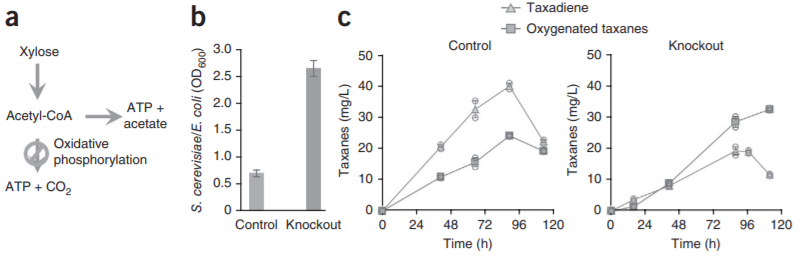 a
Xylose
Acetyl-CoA
ATP +
acetate
Oxidative
phosphorylation
ATP + CO2
b
S. cerevisiae/E. coli (OD600)
3.0
2.5
2.0
1.5
1.0
0.5
0
Control Knockout
c
Taxadiene
Oxygenated taxanes
Control
Taxanes (mg/L)
50
40
30
20
10
0
0 24 48 72 96 120
Time (h)
Knockout
Taxanes (mg/L)
50
40
30
20
10
0
0 24 48 72 96 120
Time (h)